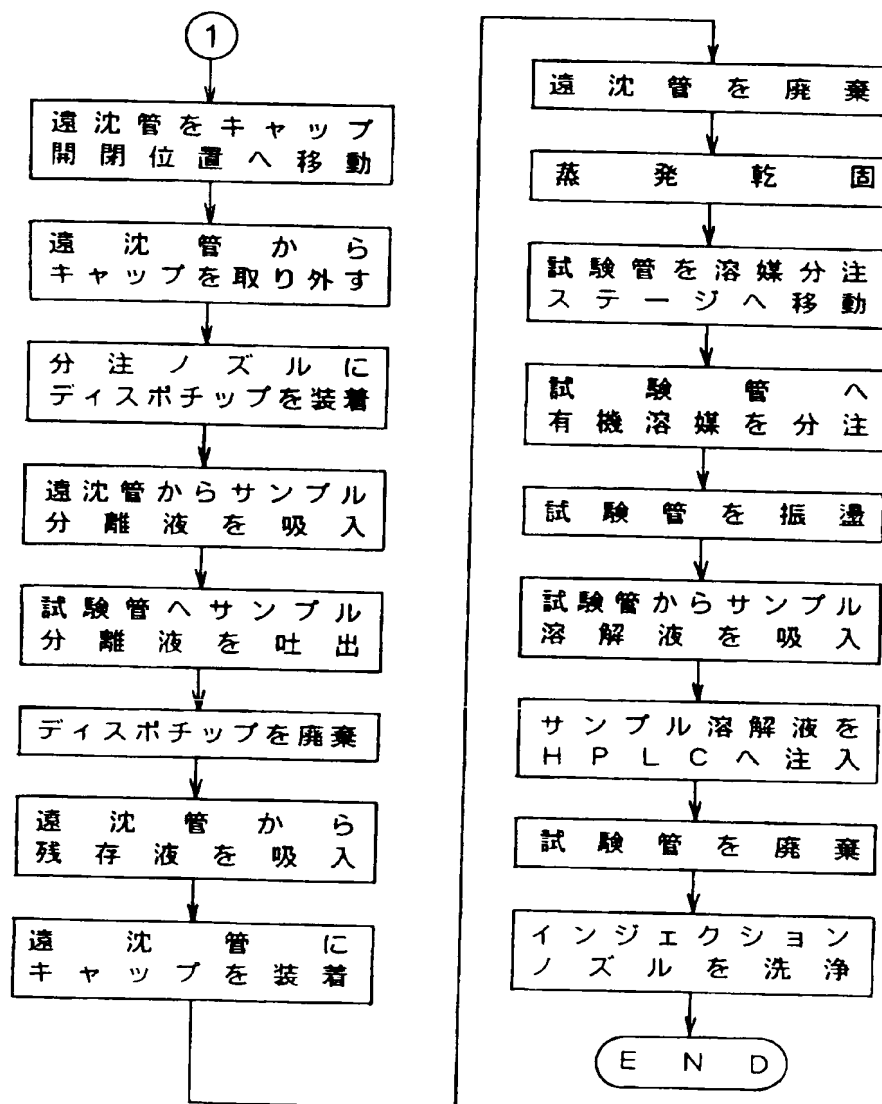 1
遠沈管をキャップ
開閉位置へ移動
遠沈管から
キャップを取り外す
分注ノズルに
ディスポチップを装着
遠沈管からサンプル
分離液を吸入
試験管へサンプル
分離液を吐出
ディスポチップを廃棄
遠沈管から
残存液を吸入
遠沈管に
キャップを装着
遠沈管を廃棄
蒸発乾固
試験管を溶媒分注
ステージへ移動
試験管へ
有機溶媒を分注
試験管を振盪
試験管からサンプル
溶解液を吸入
サンプル溶解液を
HPLCへ注入
試験管を廃棄
インジェクション
ノズルを洗浄
END